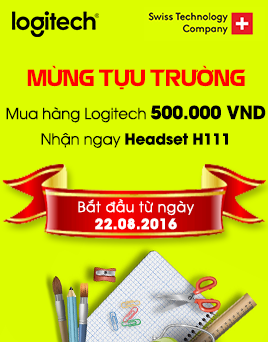 logitech®
Swiss Technology
Company
MỪNG TỰU TRƯỜNG
Mua hàng Logitech 500.000 VND
Nhận ngay Headset H111
Bắt đầu từ ngày
22.08.2016